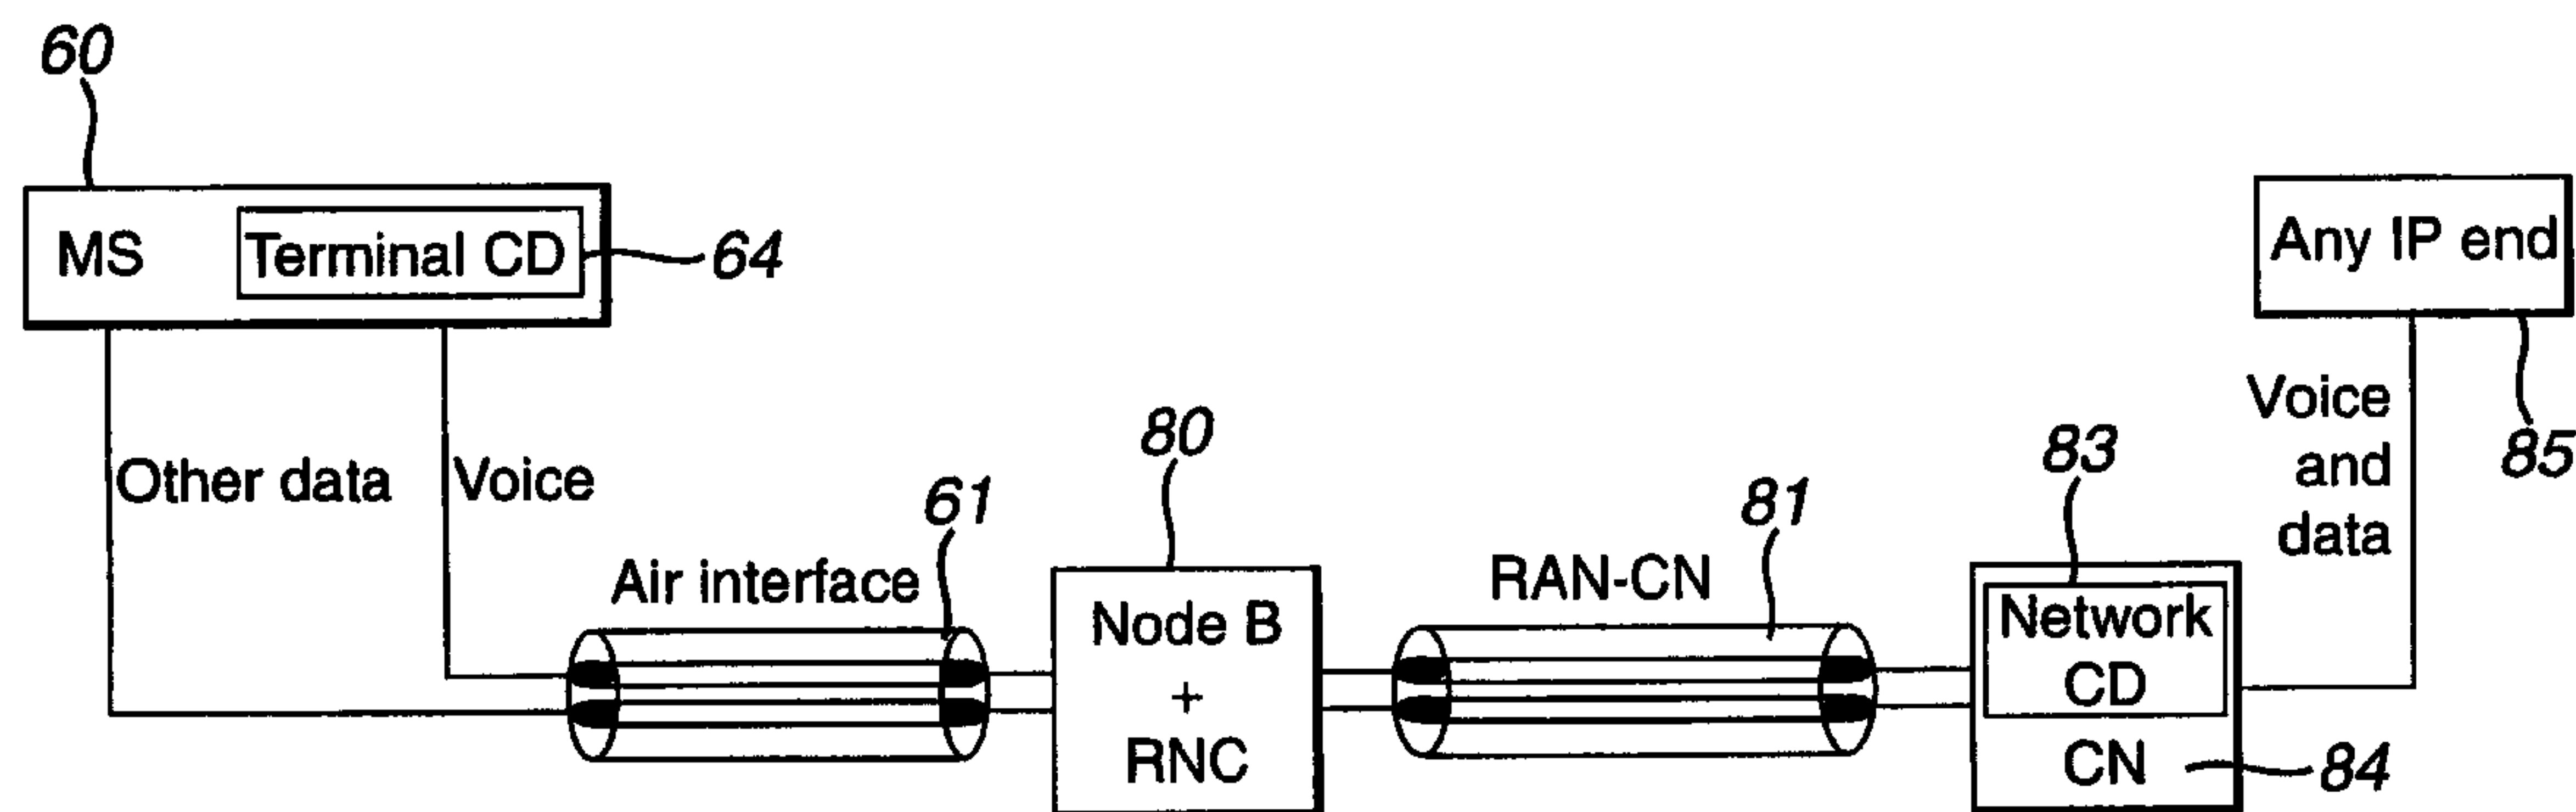 60
MS
Terminal CD
64
Any IP end
Other data
Voice
Air interface
61
80
Node B
+
RNC
RAN-CN
81
83
Network
CD
CN
84
Voice
and
data
85